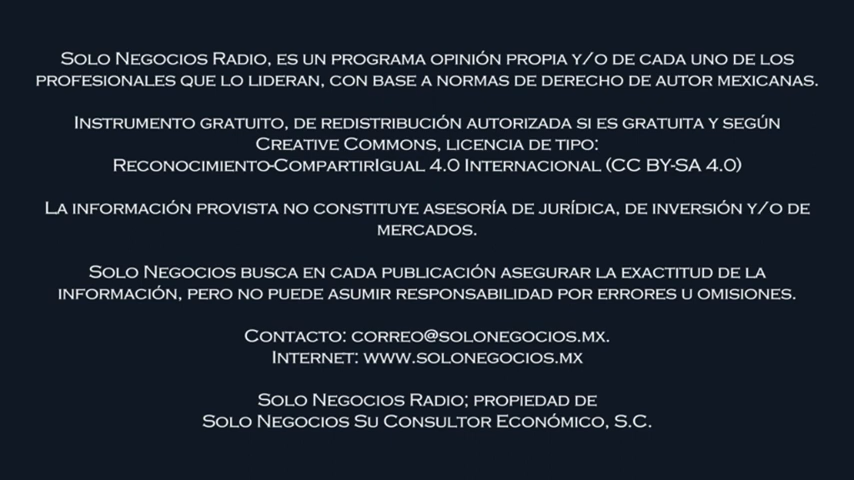 Solo Negocios Radio, es un programa opinión propia y/o de cada uno de los
profesionales que lo lideran, con base a normas de derecho de autor mexicanas.
Instrumento gratuito, de redistribución autorizada si es gratuita y según
Creative Commons, licencia de tipo:
Reconocimiento-CompartirIgual 4.0 Internacional (CC BY-SA 4.0)
La información provista no constituye asesoría de jurídica, de inversión y/o de
mercados.
Solo Negocios busca en cada publicación asegurar la exactitud de la
información, pero no puede asumir responsabilidad por errores u omisiones.
Contacto: correo@solonegocios.mx.
Internet: www.solonegocios.mx
Solo Negocios Radio; propiedad de
Solo Negocios Su Consultor Económico, S.C.